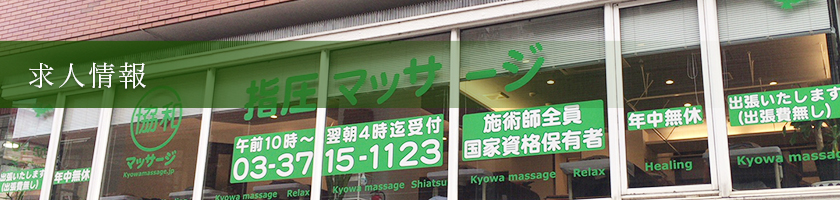 求人情報
指圧 マッサージ
協和
マッサージ
Kyowamassage.jp
午前10時~ 翌朝4時迄受付
03-3715-1123
施術師全員
国家資格保有者
年中無休
出張いたします
(出張費無し)
出張いたします
(出張費無し)
年中無休
Kyowa massage Relax
Kyowa massage Shiatsu
Kyowa massage Relax
Healing
Kyowa massag